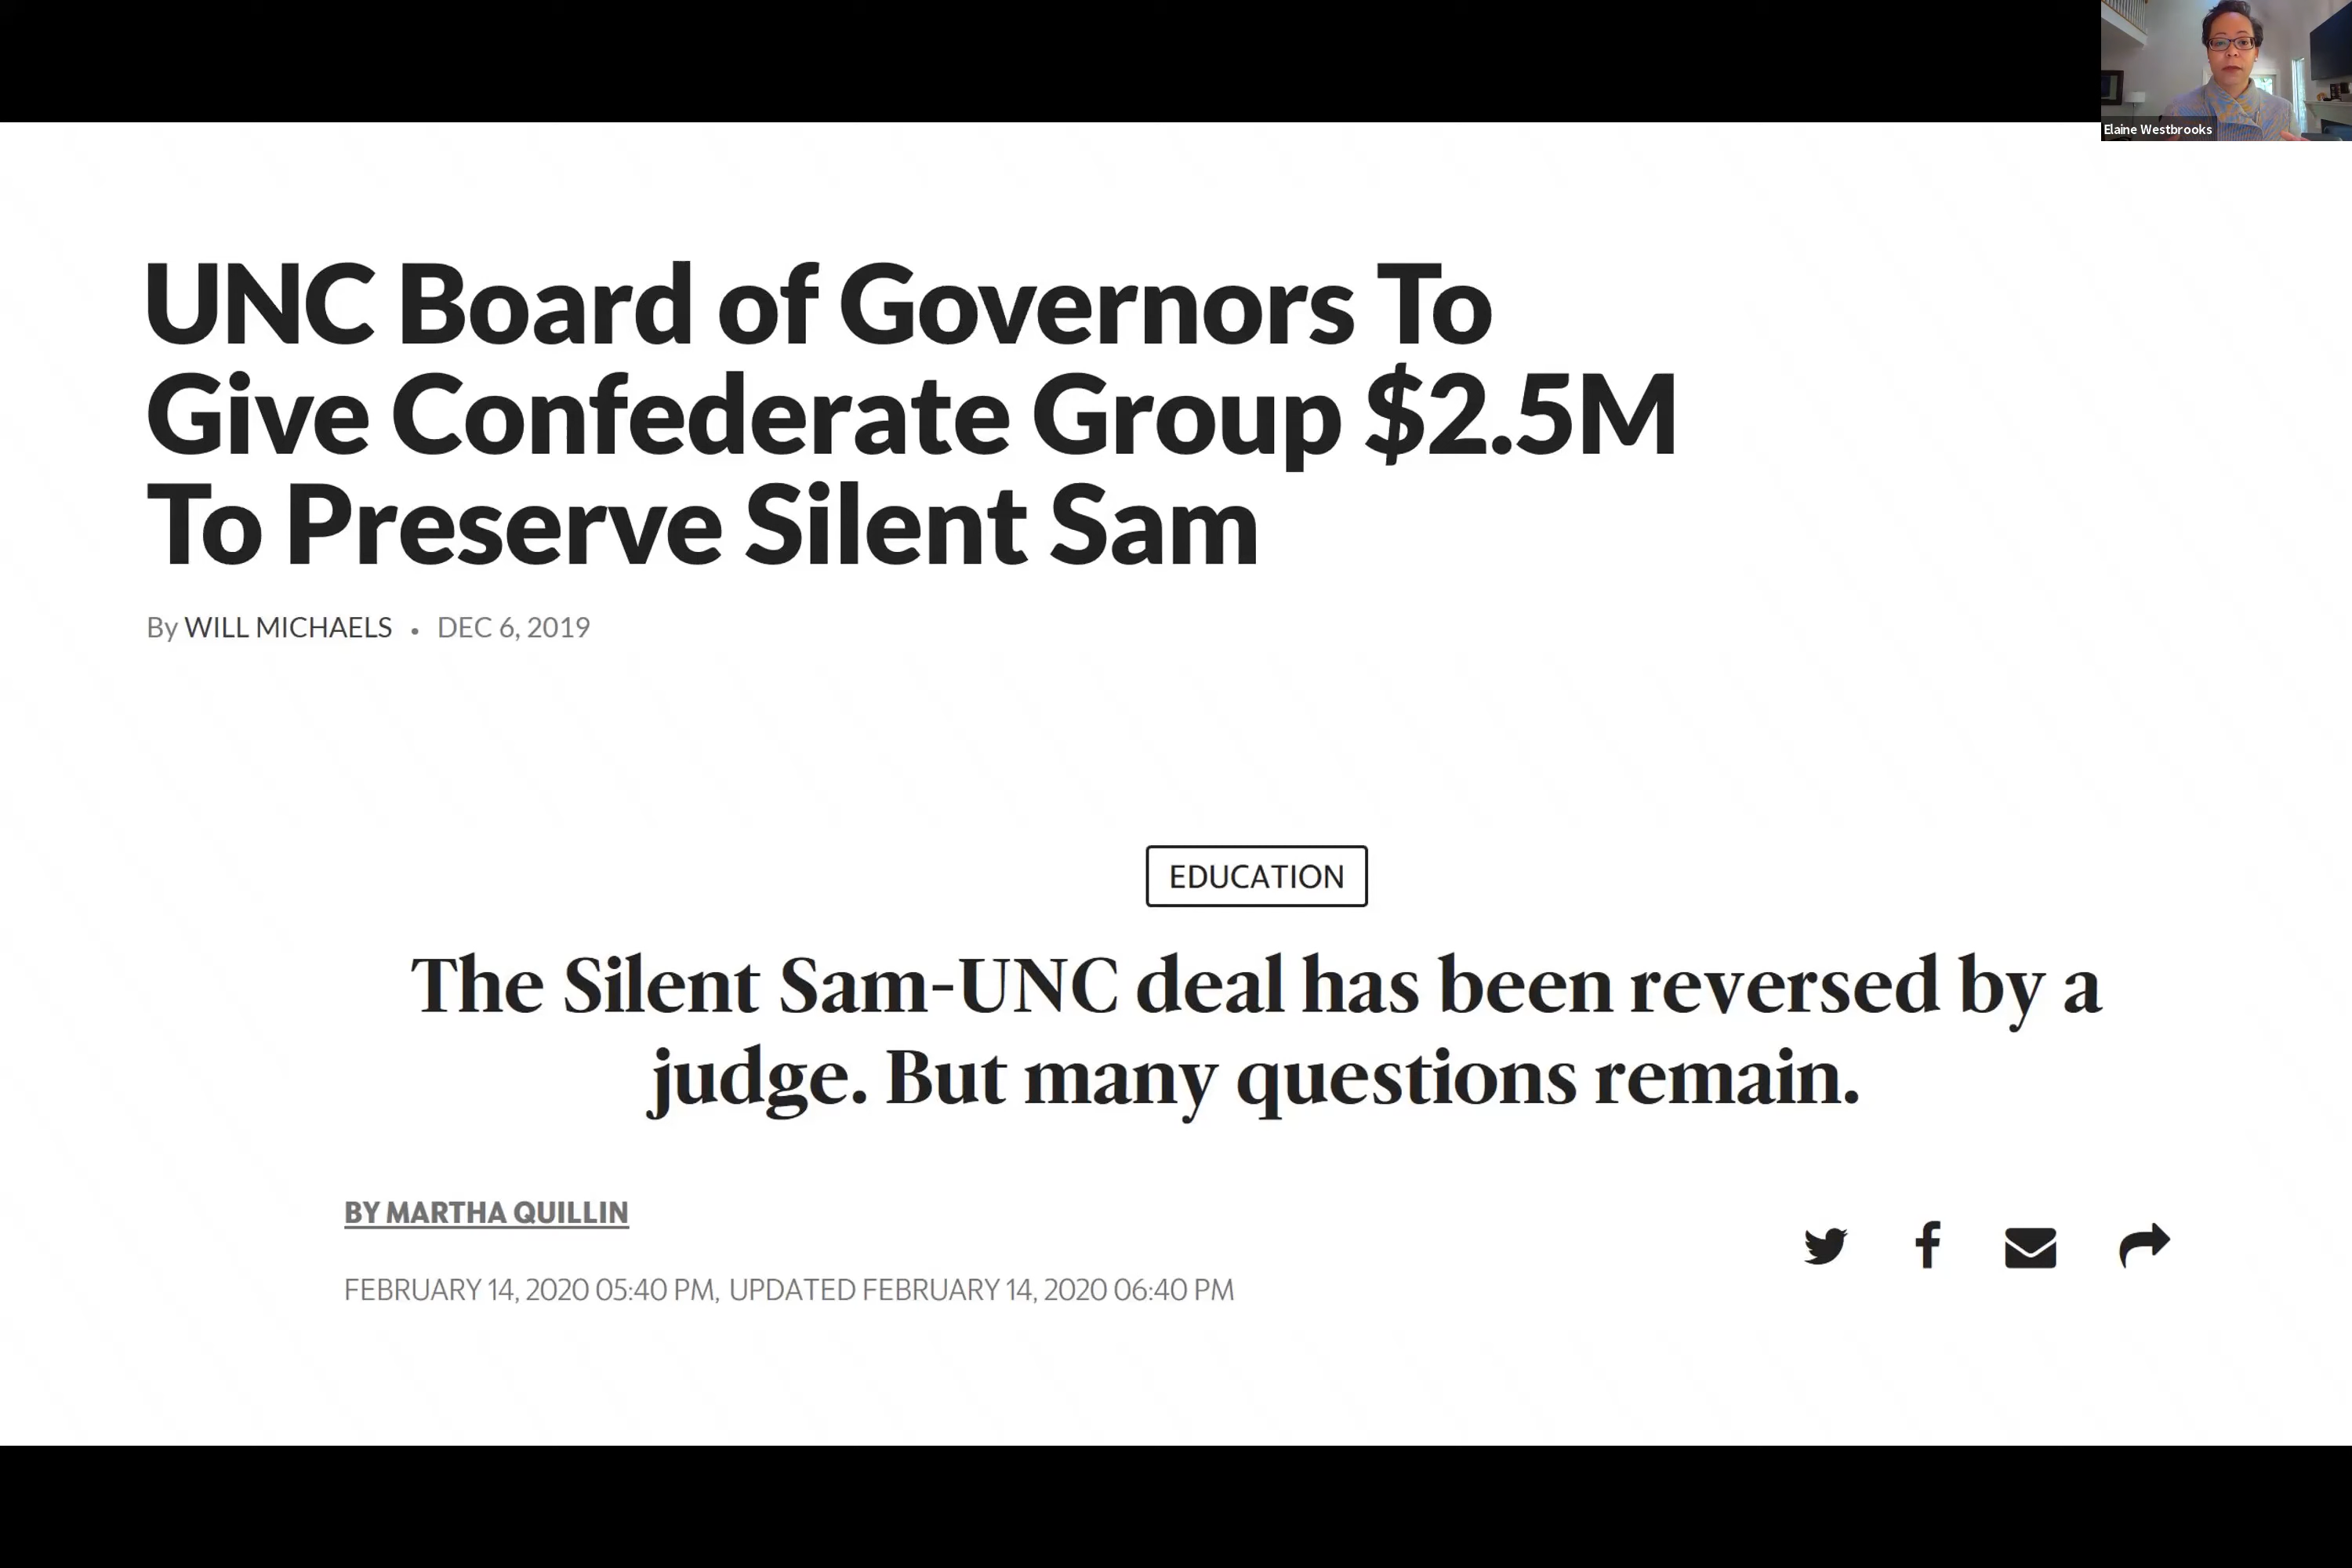 Elaine Westbrooks
UNC Board of Governors To
Give Confederate Group $2.5M
To Preserve Silent Sam
By WILL MICHAELS • DEC 6, 2019
EDUCATION
The Silent Sam-UNC deal has been reversed by a
judge. But many questions remain.
BY MARTHA QUILLIN
FEBRUARY 14, 2020 05:40 PM, UPDATED FEBRUARY 14, 2020 06:40 PM